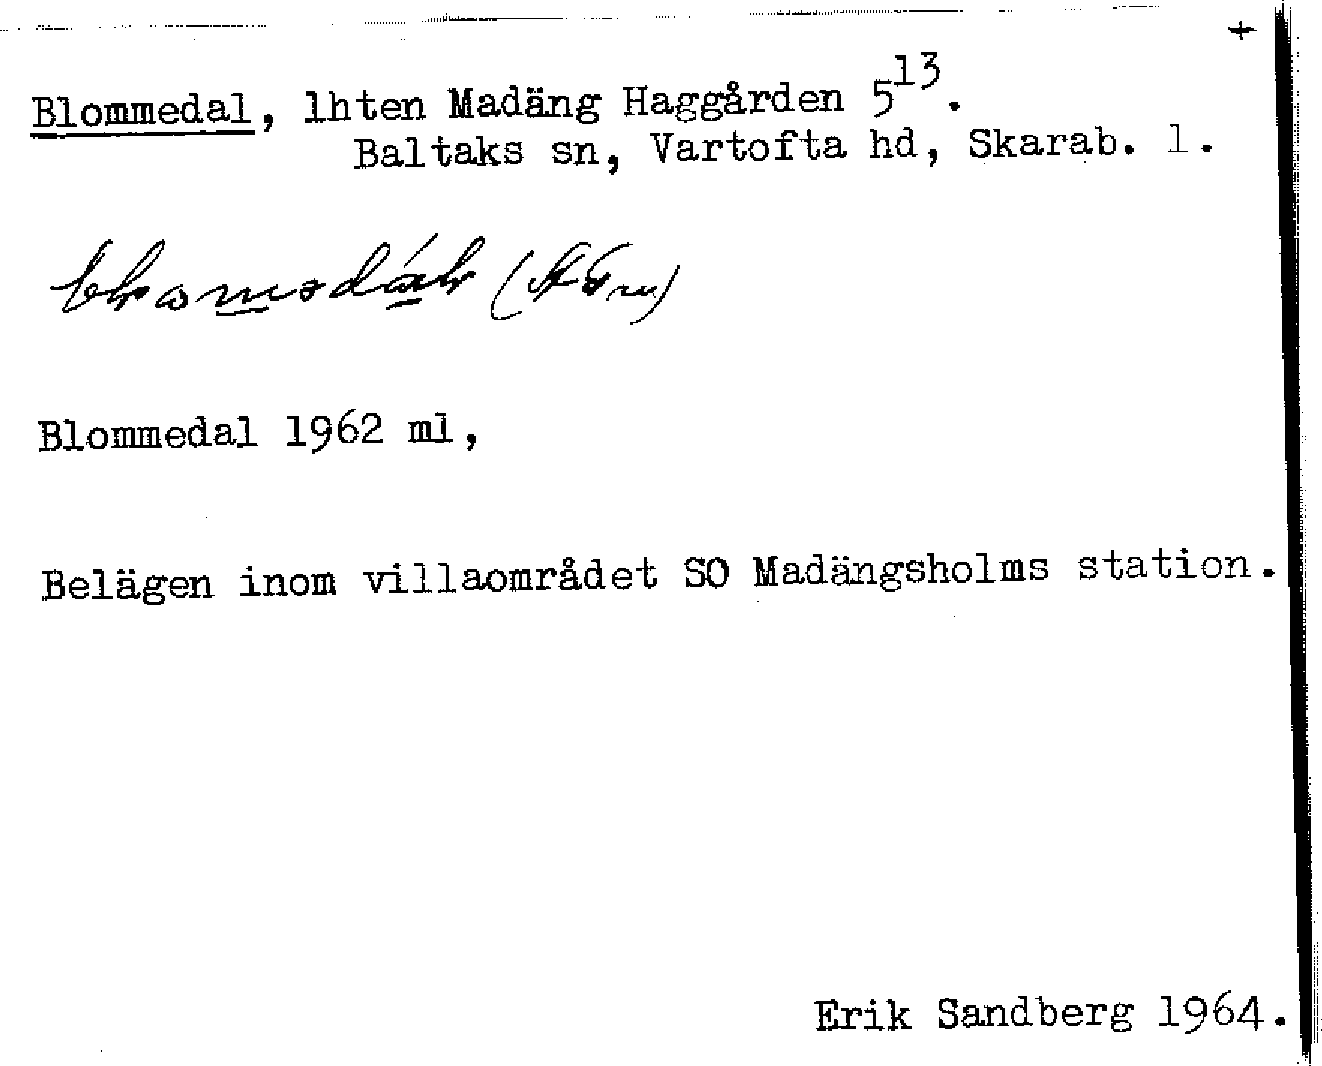 +
Blommedal, lhten Madäng Haggården 5¹³.
Baltaks sn, Vartofta hd, Skarab. l.
Blommedal 1962 ml,
Belägen inom villaområdet SO Madängsholms station.
Erik Sandberg 1964.